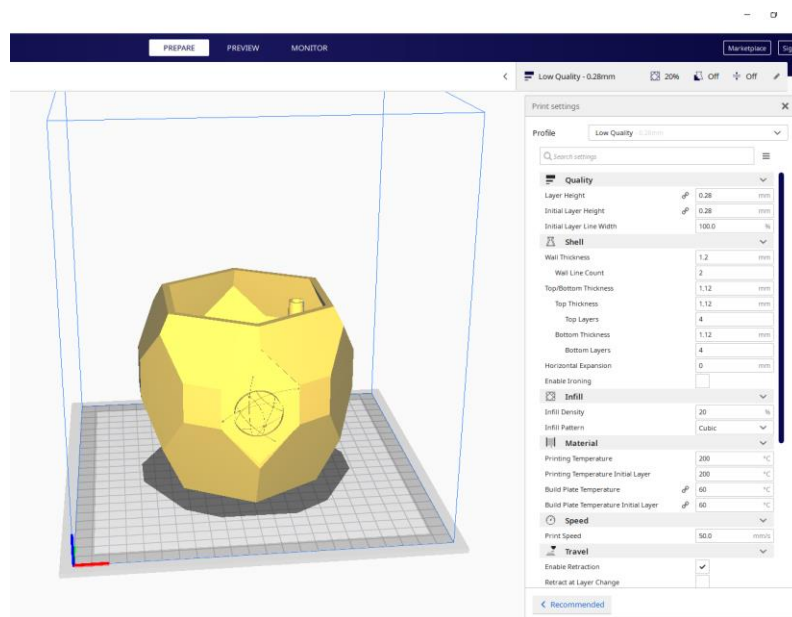 PREPARE PREVIEW MONITOR Marketplace Sig
Low Quality - 0.28mm 20% Off Off
Print settings
Profile Low Quality - 0.28mm
Search settings
Quality
Layer Height 0.28 mm
Initial Layer Height 0.28 mm
Initial Layer Line Width 100.0 %
Shell
Wall Thickness 1.2 mm
Wall Line Count 2
Top/Bottom Thickness 1.12 mm
Top Thickness 1.12 mm
Top Layers 4
Bottom Thickness 1.12 mm
Bottom Layers 4
Horizontal Expansion 0 mm
Enable Ironing
Infill
Infill Density 20 %
Infill Pattern Cubic
Material
Printing Temperature 200 °C
Printing Temperature Initial Layer 200 °C
Build Plate Temperature 60 °C
Build Plate Temperature Initial Layer 60 °C
Speed
Print Speed 50.0 mm/s
Travel
Enable Retraction
Retract at Layer Change
Recommended